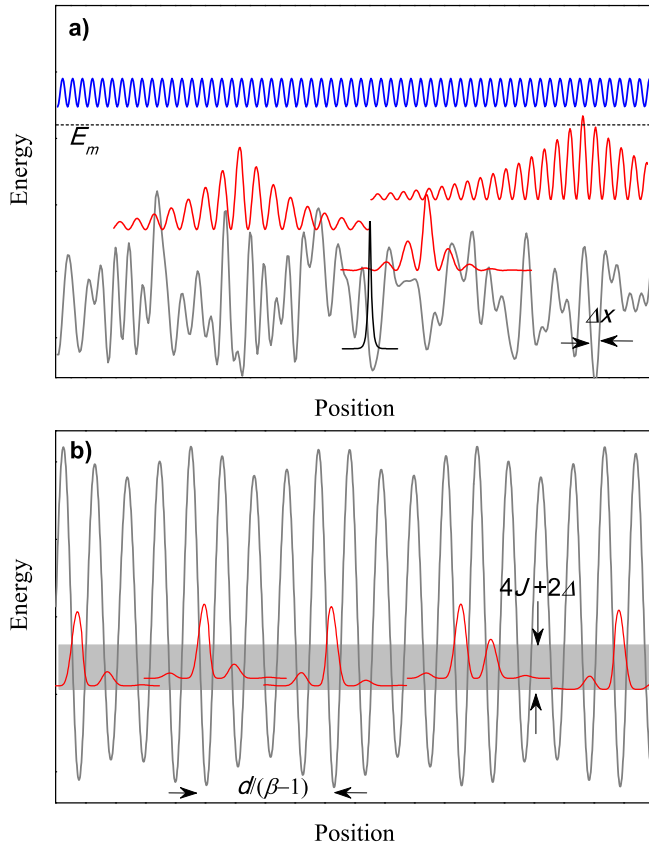 a)
E_m
Energy
Δx
Position
b)
Energy
4J+2Δ
d/(β−1)
Position